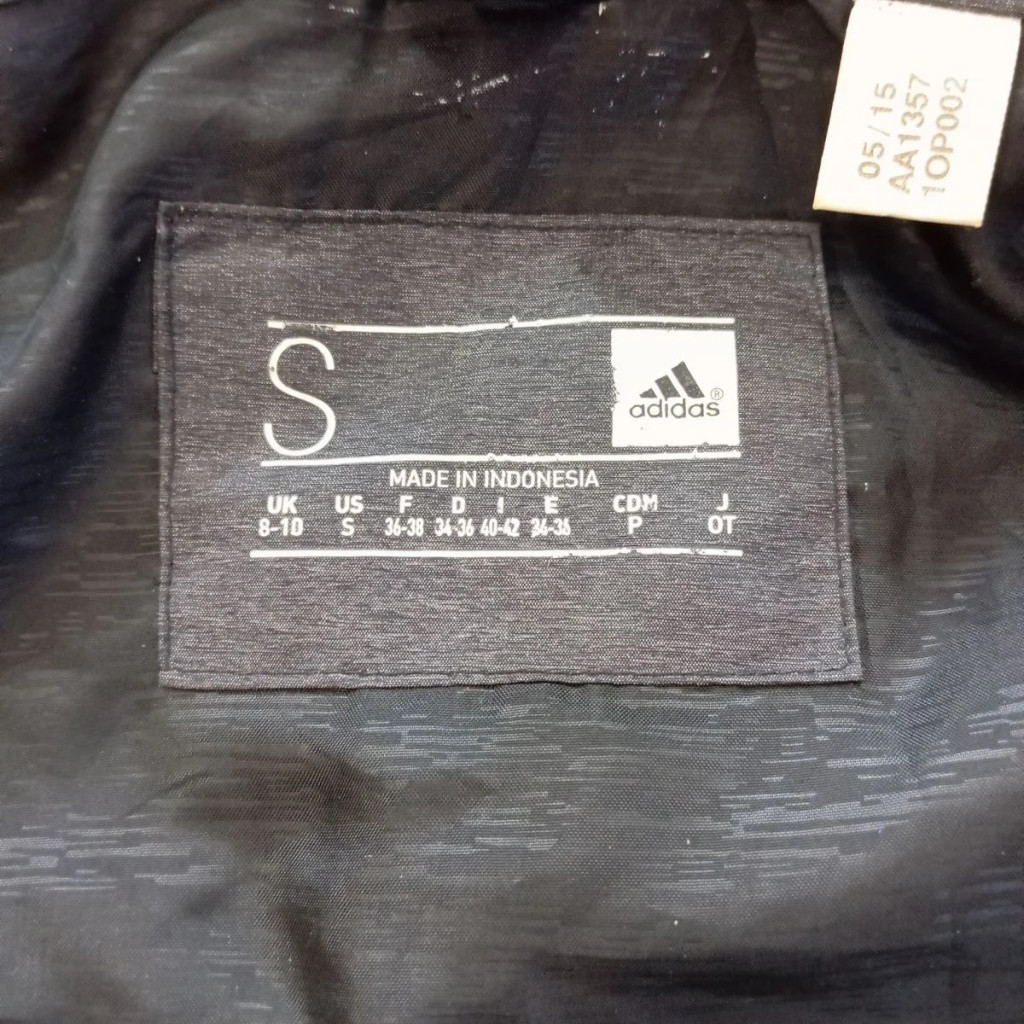 05/15
AA1357
1OP002
S
adidas®
MADE IN INDONESIA
UK US F D I E CDM J
8-10 S 36-38 34-36 40-42 36-38 P OT